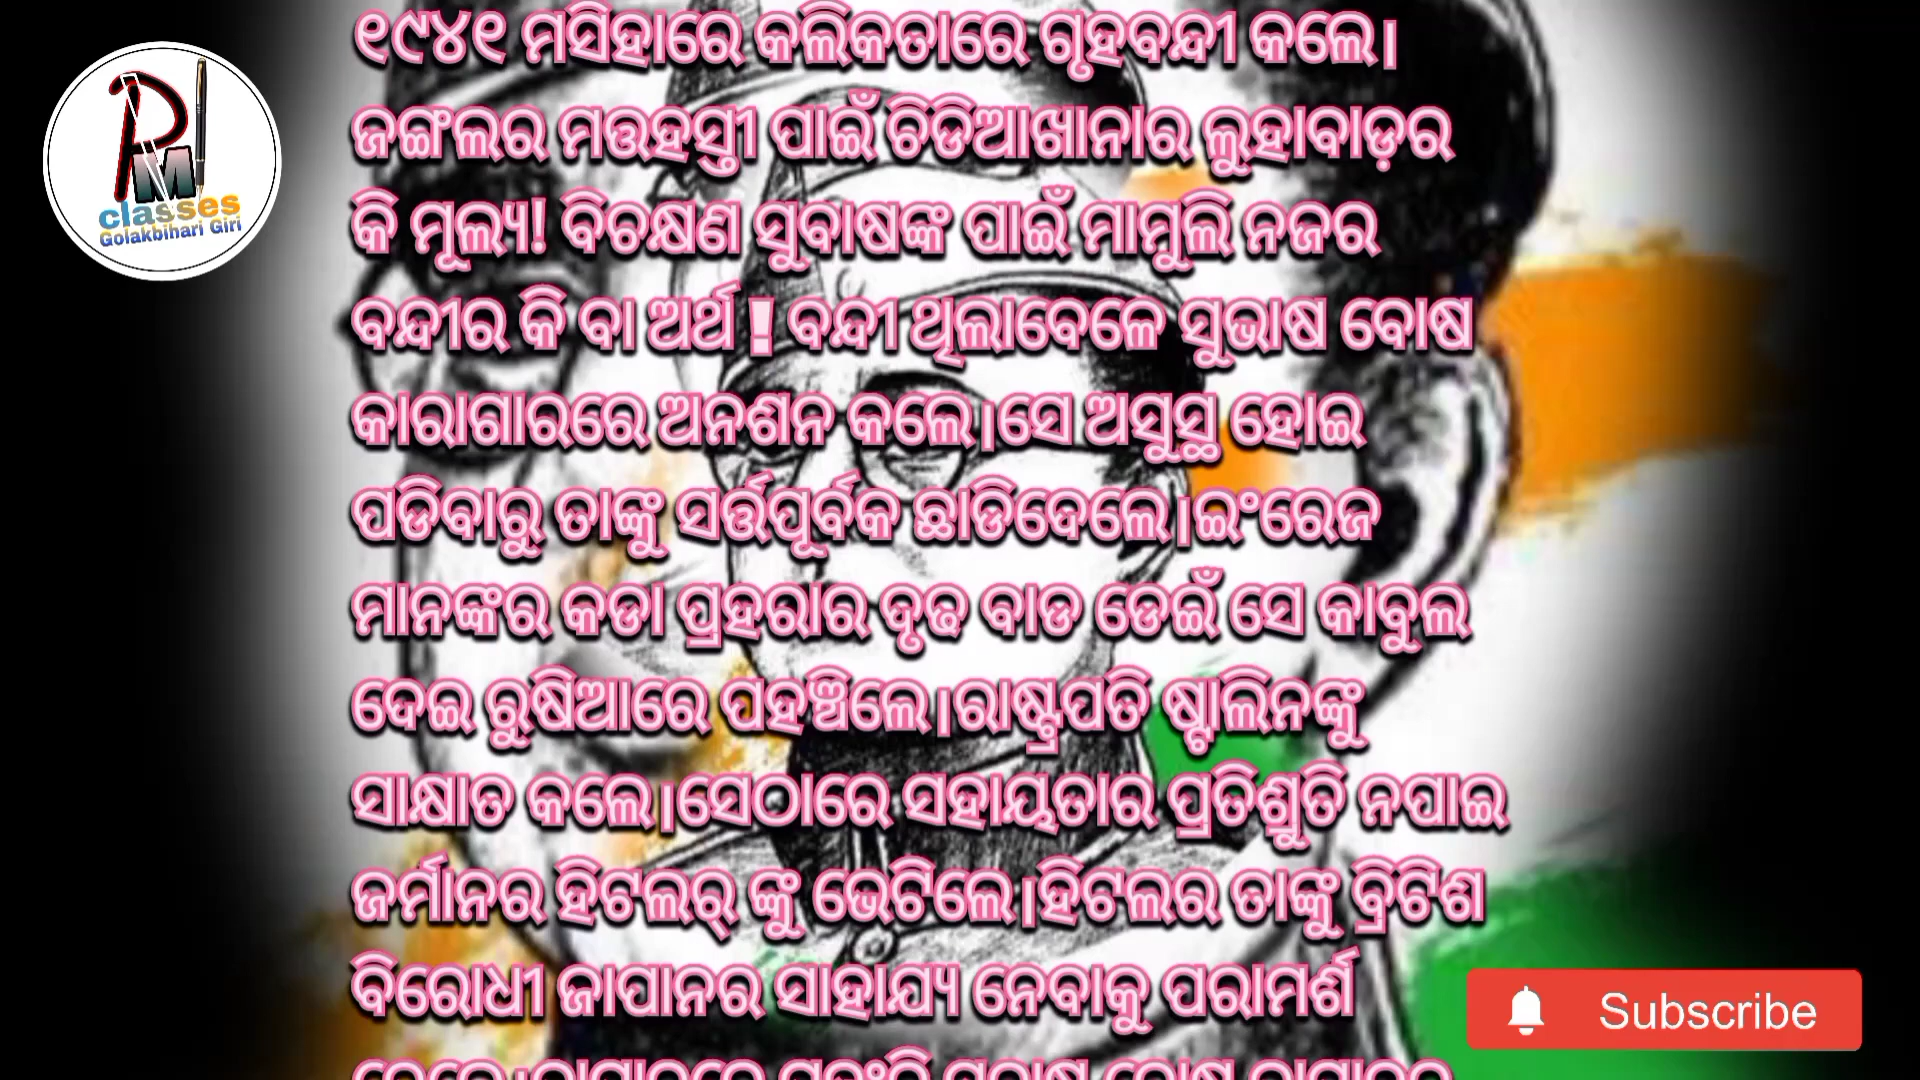 ୧୯୪୧ ମସିହାରେ କଲିକତାରେ ଗୃହବନ୍ଦୀ କଲେ।
ଜଙ୍ଗଲର ମତ୍ତହସ୍ତୀ ପାଇଁ ଚିଡିଆଖାନାର ଲୁହାବାଡ଼ର
କି ମୂଲ୍ୟ! ବିଚକ୍ଷଣ ସୁବାଷଙ୍କ ପାଇଁ ମାମୁଲି ନଜର
ବନ୍ଦୀର କି ବା ଅର୍ଥ ! ବନ୍ଦୀ ଥିଲାବେଳେ ସୁଭାଷ ବୋଷ
କାରାଗାରରେ ଅନଶନ କଲେ।ସେ ଅସୁସ୍ଥ ହୋଇ
ପଡିବାରୁ ତାଙ୍କୁ ସର୍ତ୍ତପୂର୍ବକ ଛାଡିଦେଲେ।ଇଂରେଜ
ମାନଙ୍କର କଡା ପ୍ରହରାର ଦୃଢ ବାଡ ଡେଇଁ ସେ କାବୁଲ
ଦେଇ ରୁଷିଆରେ ପହଞ୍ଚିଲେ।ରାଷ୍ଟ୍ରପତି ଷ୍ଟାଲିନଙ୍କୁ
ସାକ୍ଷାତ କଲେ।ସେଠାରେ ସହାୟତାର ପ୍ରତିଶ୍ରୁତି ନପାଇ
ଜର୍ମାନର ହିଟଲର୍ ଙ୍କୁ ଭେଟିଲେ।ହିଟଲର ତାଙ୍କୁ ବ୍ରିଟିଶ
ବିରୋଧୀ ଜାପାନର ସାହାଯ୍ୟ ନେବାକୁ ପରାମର୍ଶ
PM
classes
Golakbihari Giri
Subscribe